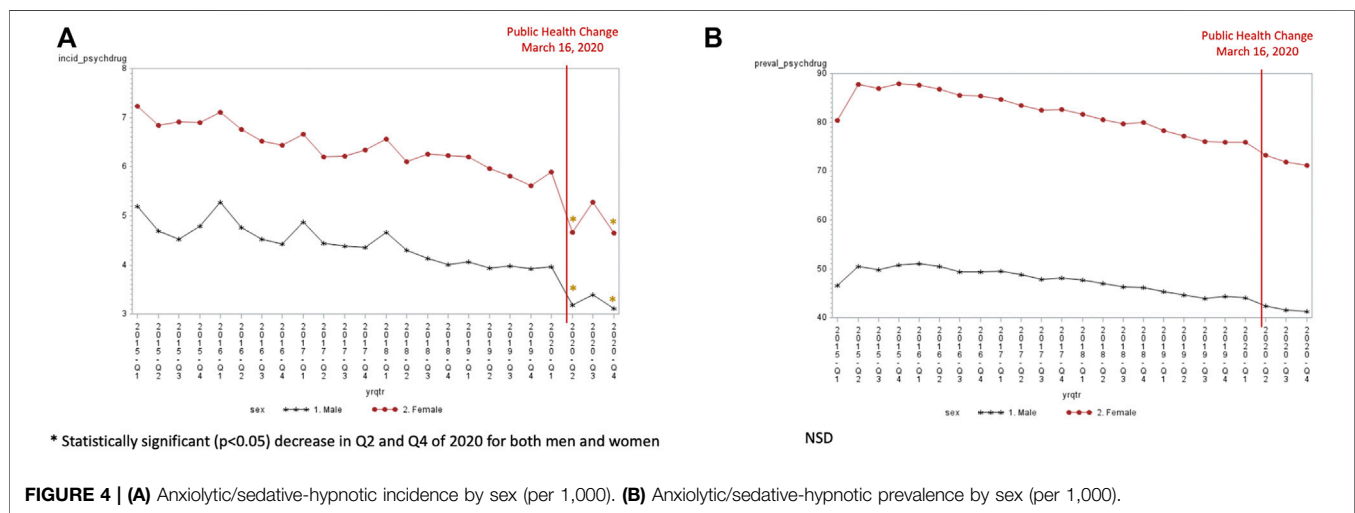 A
Public Health Change
March 16, 2020
incid_psychdrug
8
7
6
5
4
3
*
*
*
*
2015-Q1
2015-Q2
2015-Q3
2015-Q4
2016-Q1
2016-Q2
2016-Q3
2016-Q4
2017-Q1
2017-Q2
2017-Q3
2017-Q4
2018-Q1
2018-Q2
2018-Q3
2018-Q4
2019-Q1
2019-Q2
2019-Q3
2019-Q4
2020-Q1
2020-Q2
2020-Q3
2020-Q4
yrqtr
sex 1. Male 2. Female
* Statistically significant (p<0.05) decrease in Q2 and Q4 of 2020 for both men and women
B
Public Health Change
March 16, 2020
preval_psychdrug
90
80
70
60
50
40
2015-Q1
2015-Q2
2015-Q3
2015-Q4
2016-Q1
2016-Q2
2016-Q3
2016-Q4
2017-Q1
2017-Q2
2017-Q3
2017-Q4
2018-Q1
2018-Q2
2018-Q3
2018-Q4
2019-Q1
2019-Q2
2019-Q3
2019-Q4
2020-Q1
2020-Q2
2020-Q3
2020-Q4
yrqtr
sex 1. Male 2. Female
NSD
FIGURE 4 | (A) Anxiolytic/sedative-hypnotic incidence by sex (per 1,000). (B) Anxiolytic/sedative-hypnotic prevalence by sex (per 1,000).